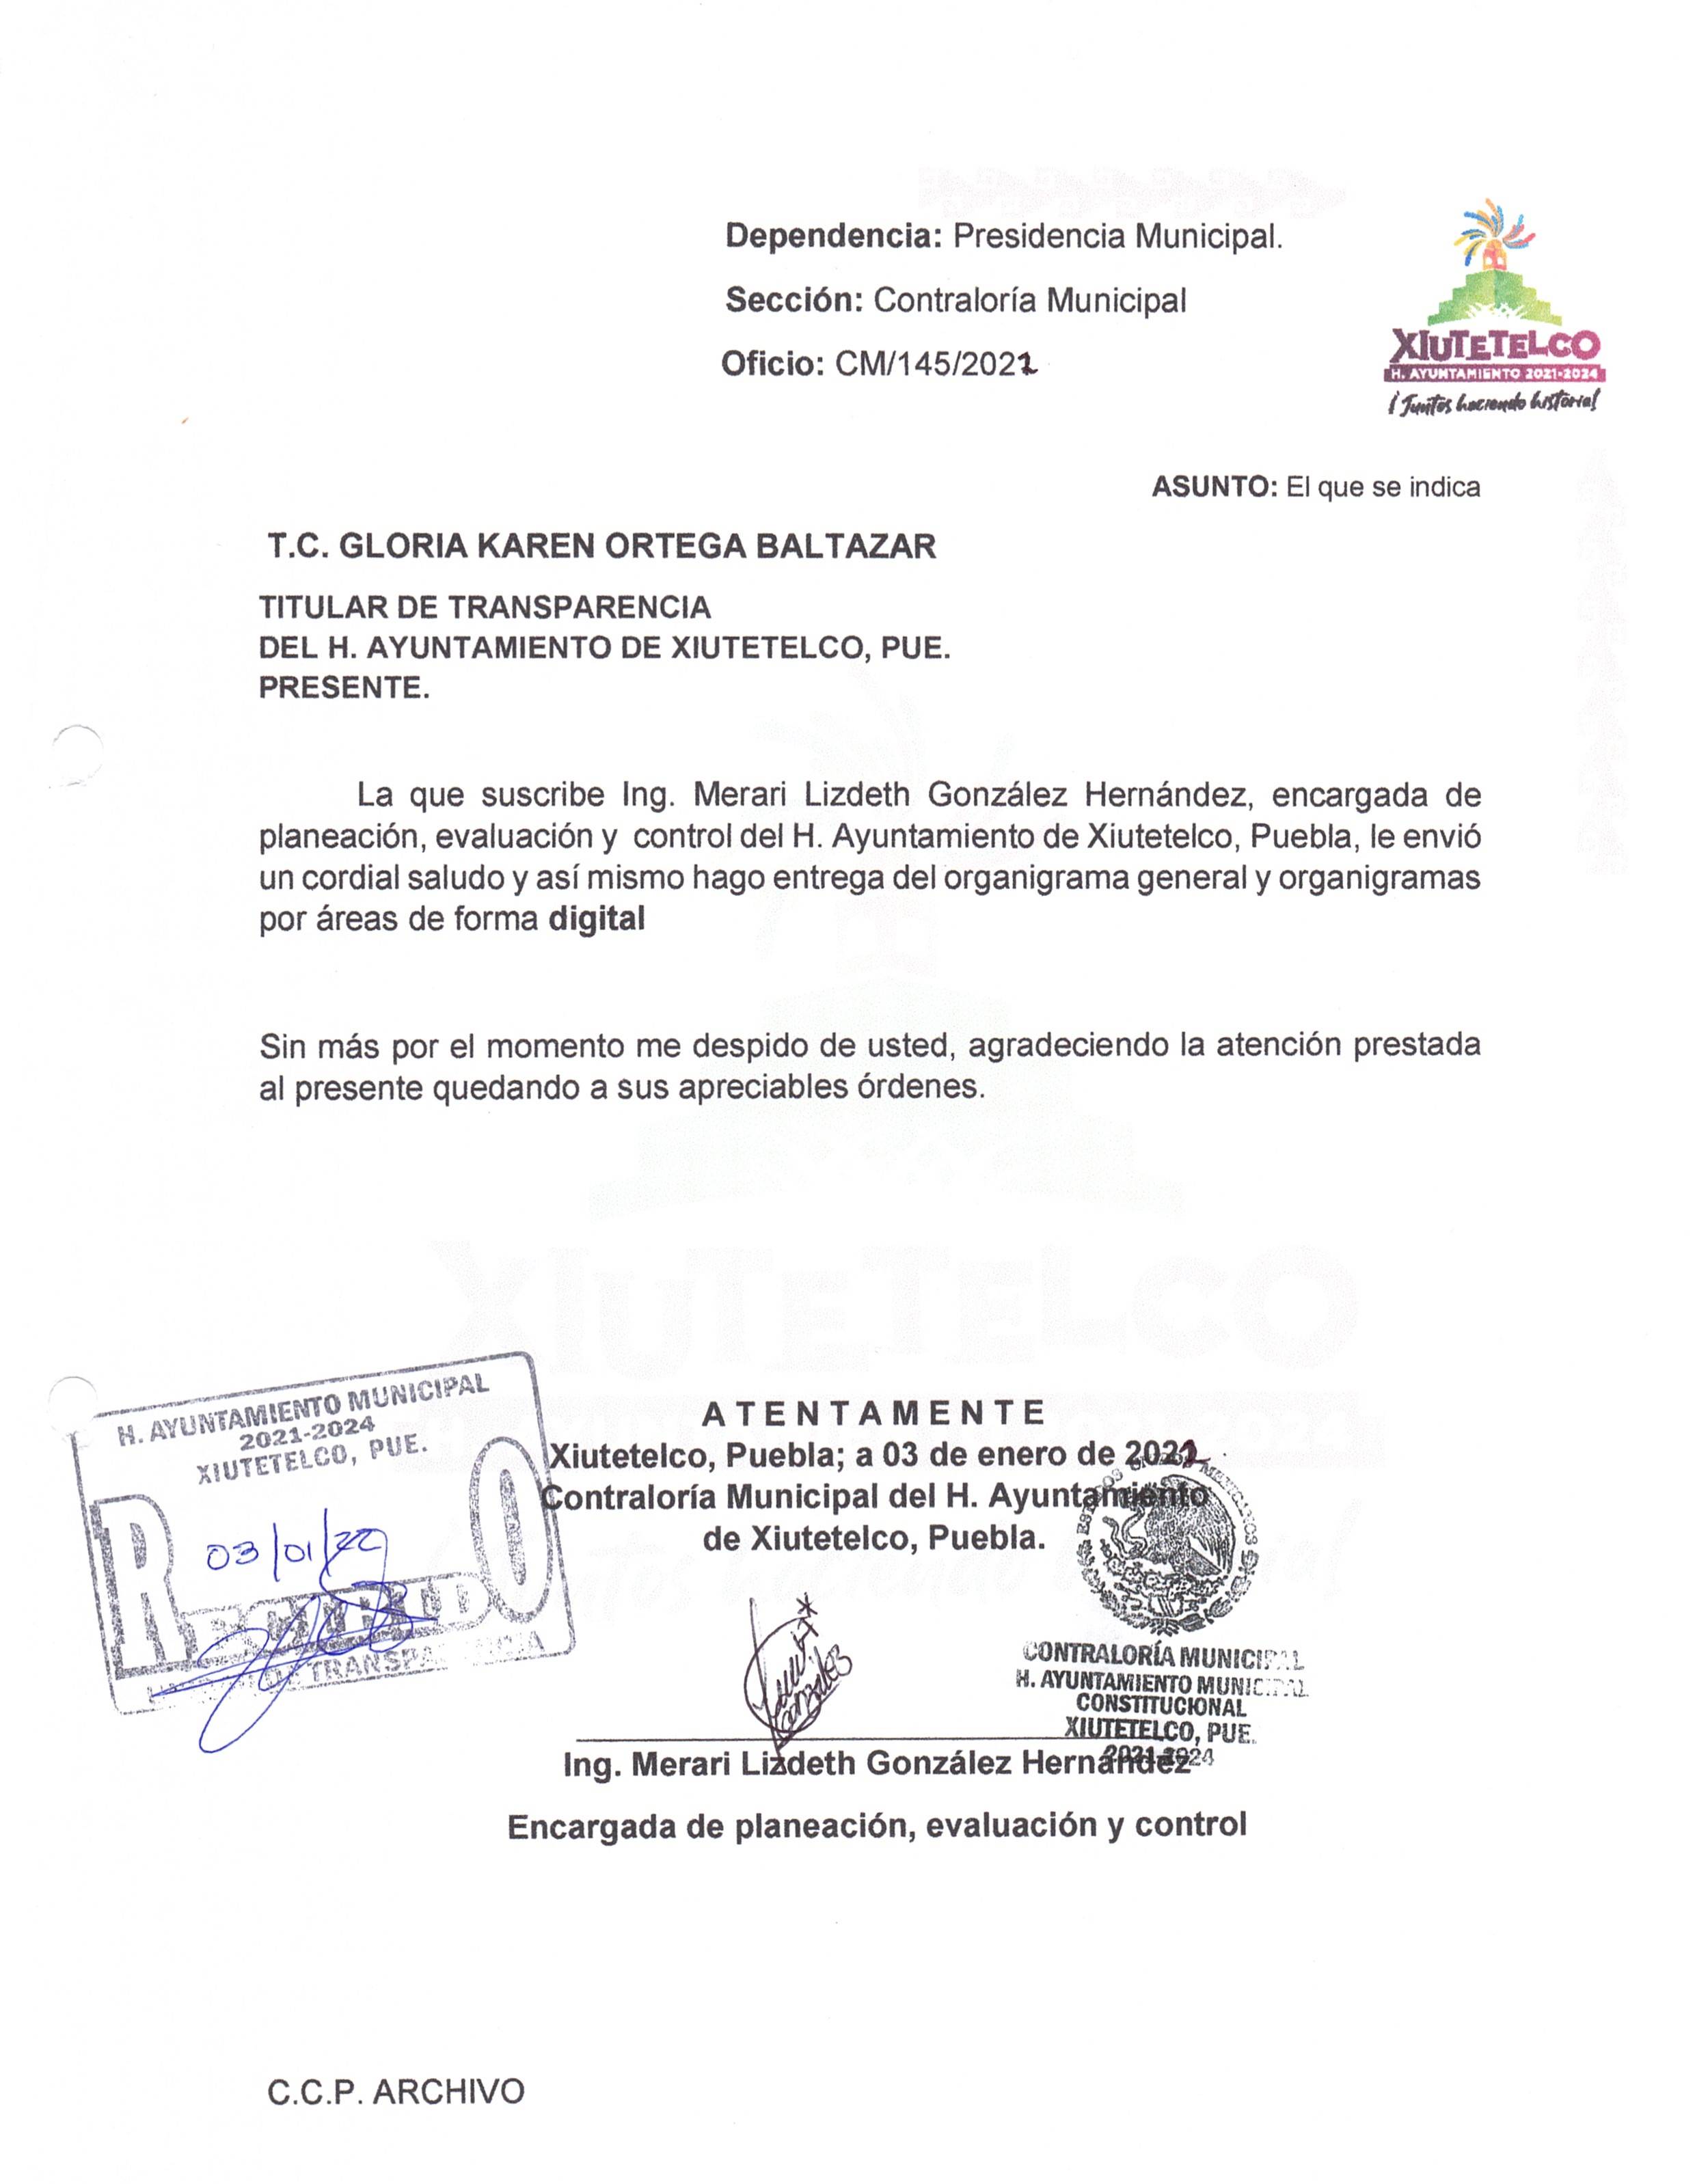 Dependencia: Presidencia Municipal.
Sección: Contraloría Municipal
Oficio: CM/145/2022
XIUTETELCO
H. AYUNTAMIENTO 2021-2024
¡Juntos haciendo historia!
ASUNTO: El que se indica
T.C. GLORIA KAREN ORTEGA BALTAZAR
TITULAR DE TRANSPARENCIA
DEL H. AYUNTAMIENTO DE XIUTETELCO, PUE.
PRESENTE.
La que suscribe Ing. Merari Lizdeth González Hernández, encargada de
planeación, evaluación y control del H. Ayuntamiento de Xiutetelco, Puebla, le envió
un cordial saludo y así mismo hago entrega del organigrama general y organigramas
por áreas de forma digital
Sin más por el momento me despido de usted, agradeciendo la atención prestada
al presente quedando a sus apreciables órdenes.
XIUTETELCO
H. AYUNTAMIENTO MUNICIPAL
2021-2024
XIUTETELCO, PUE.
03/01/22
RECIBIDO
TRANSPARENCIA
ATENTAMENTE
Xiutetelco, Puebla; a 03 de enero de 2022
Contraloría Municipal del H. Ayuntamiento
de Xiutetelco, Puebla.
ESTADOS UNIDOS MEXICANOS
CONTRALORÍA MUNICIPAL
H. AYUNTAMIENTO MUNICIPAL
CONSTITUCIONAL
XIUTETELCO, PUE.
2021-2024
Ing. Merari Lizdeth González Hernández
Encargada de planeación, evaluación y control
C.C.P. ARCHIVO